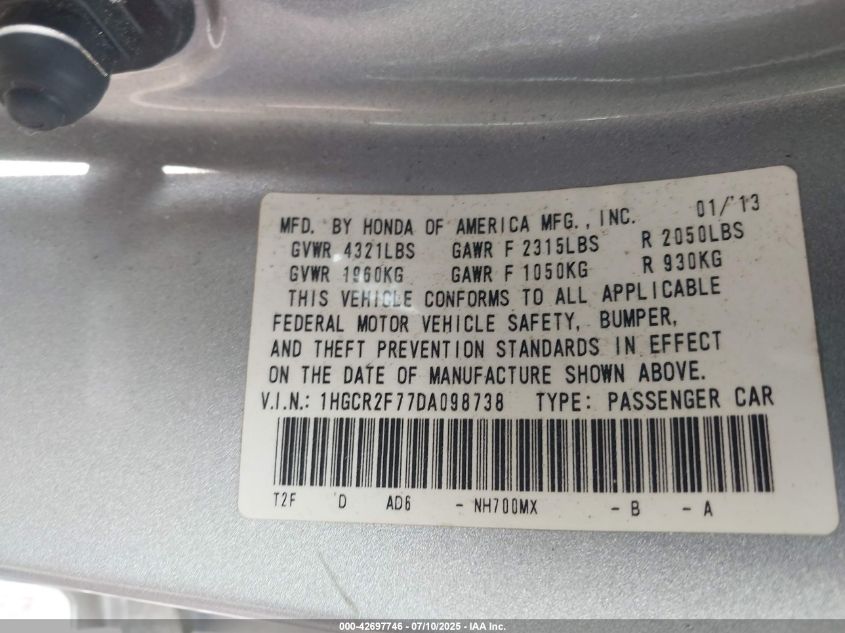 MFD. BY HONDA OF AMERICA MFG., INC. 01/'13
GVWR 4321LBS GAWR F 2315LBS R 2050LBS
GVWR 1960KG GAWR F 1050KG R 930KG
THIS VEHICLE CONFORMS TO ALL APPLICABLE
FEDERAL MOTOR VEHICLE SAFETY, BUMPER,
AND THEFT PREVENTION STANDARDS IN EFFECT
ON THE DATE OF MANUFACTURE SHOWN ABOVE.
V.I.N.: 1HGCR2F77DA098738 TYPE: PASSENGER CAR
T2F D AD6 - NH700MX - B - A
000-42697746 - 07/10/2025 - IAA Inc.